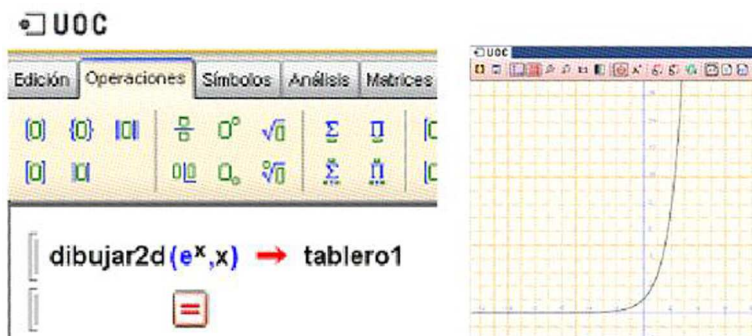 UOC
Edición Operaciones Símbolos Análisis Matrices
dibujar2d(eˣ,x) → tablero1
=
UOC